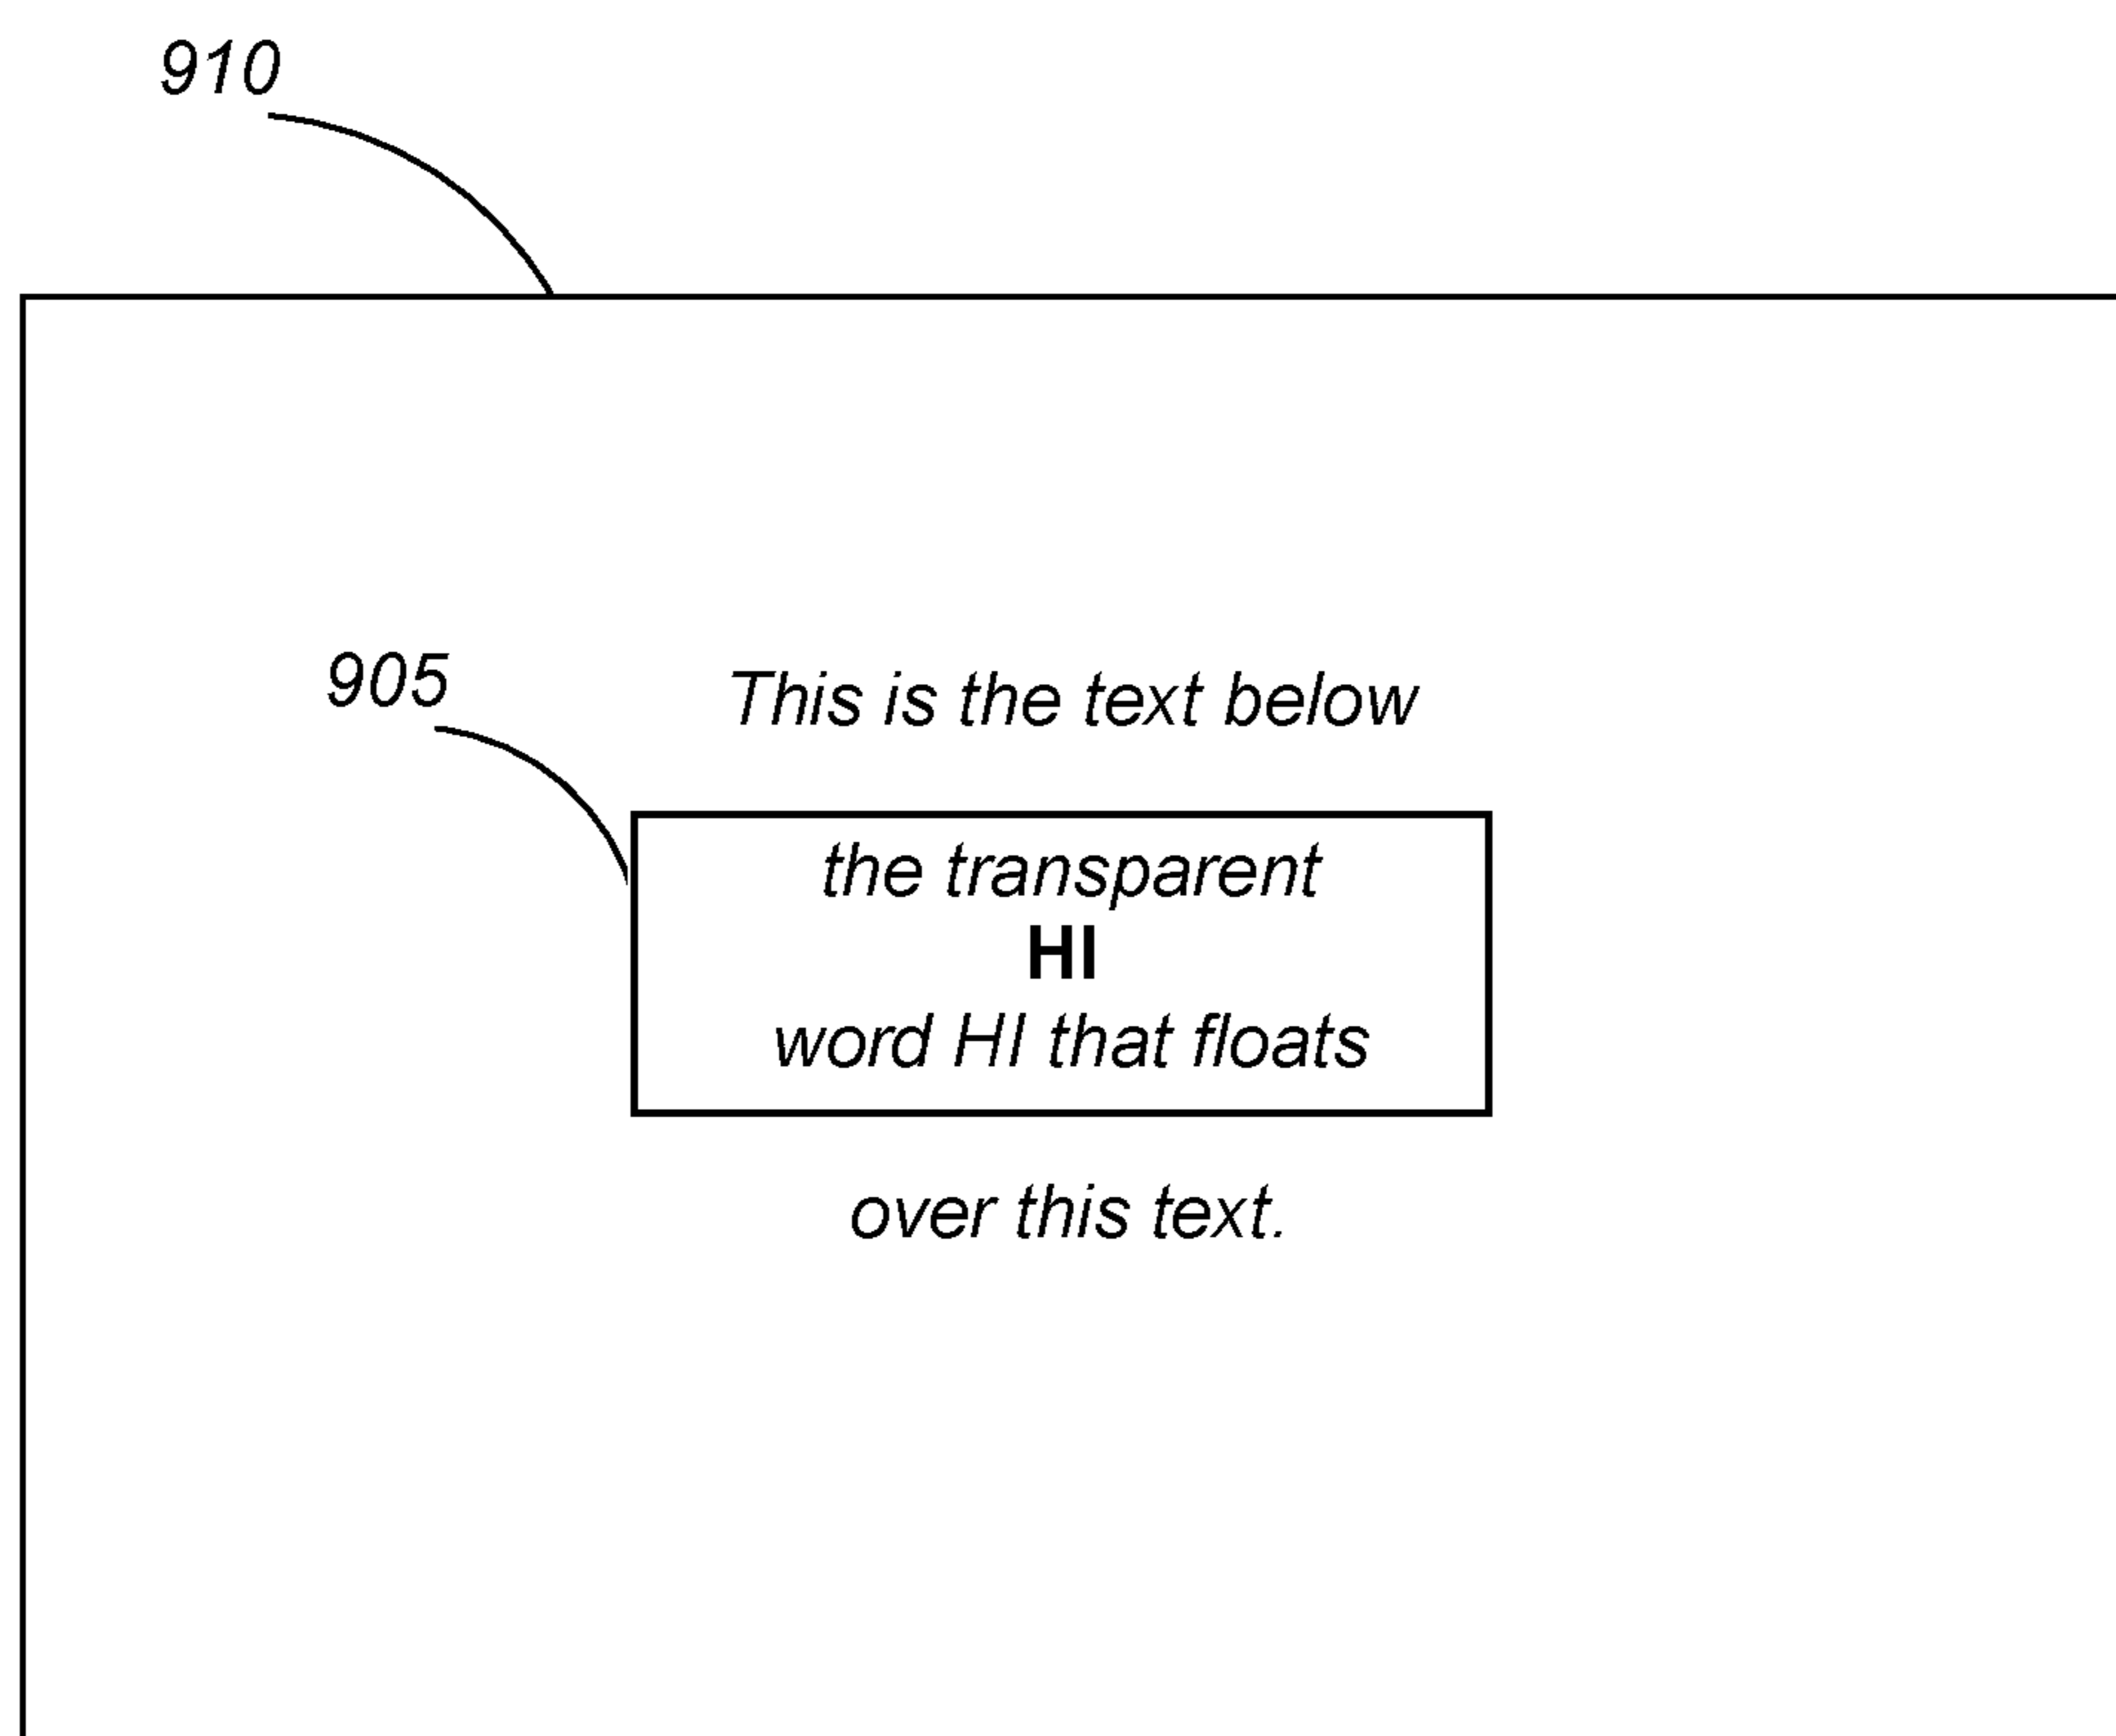 910
905
This is the text below
the transparent
HI
word HI that floats
over this text.